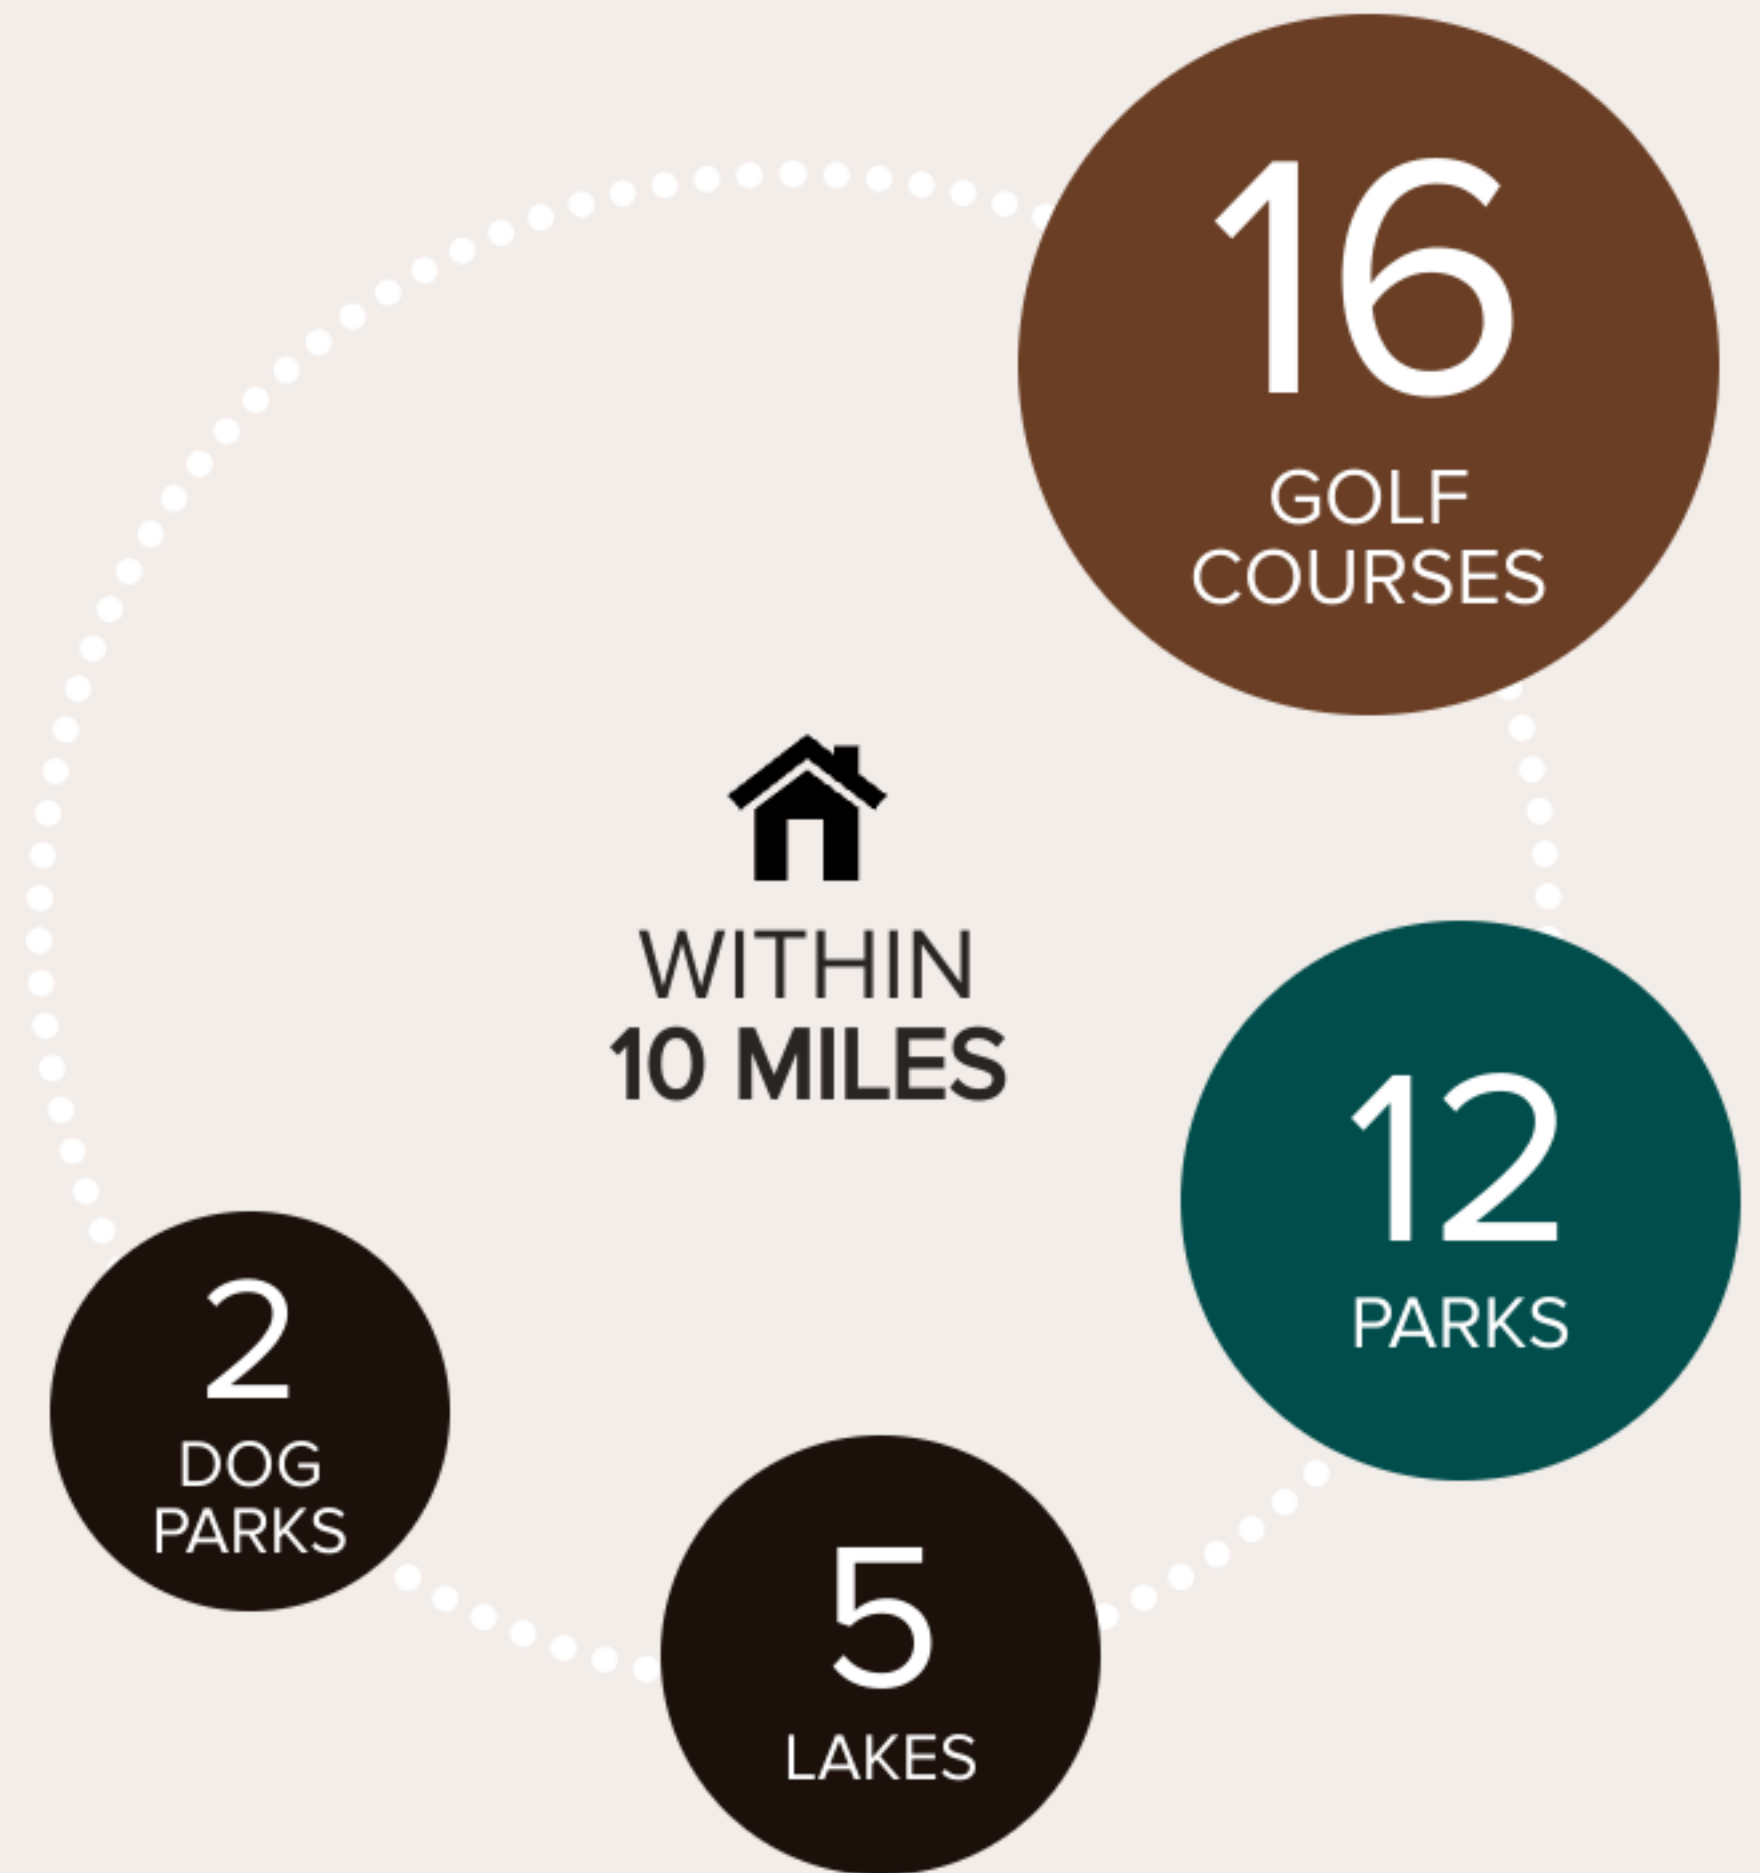 16
GOLF
COURSES
WITHIN
10 MILES
12
PARKS
2
DOG
PARKS
5
LAKES